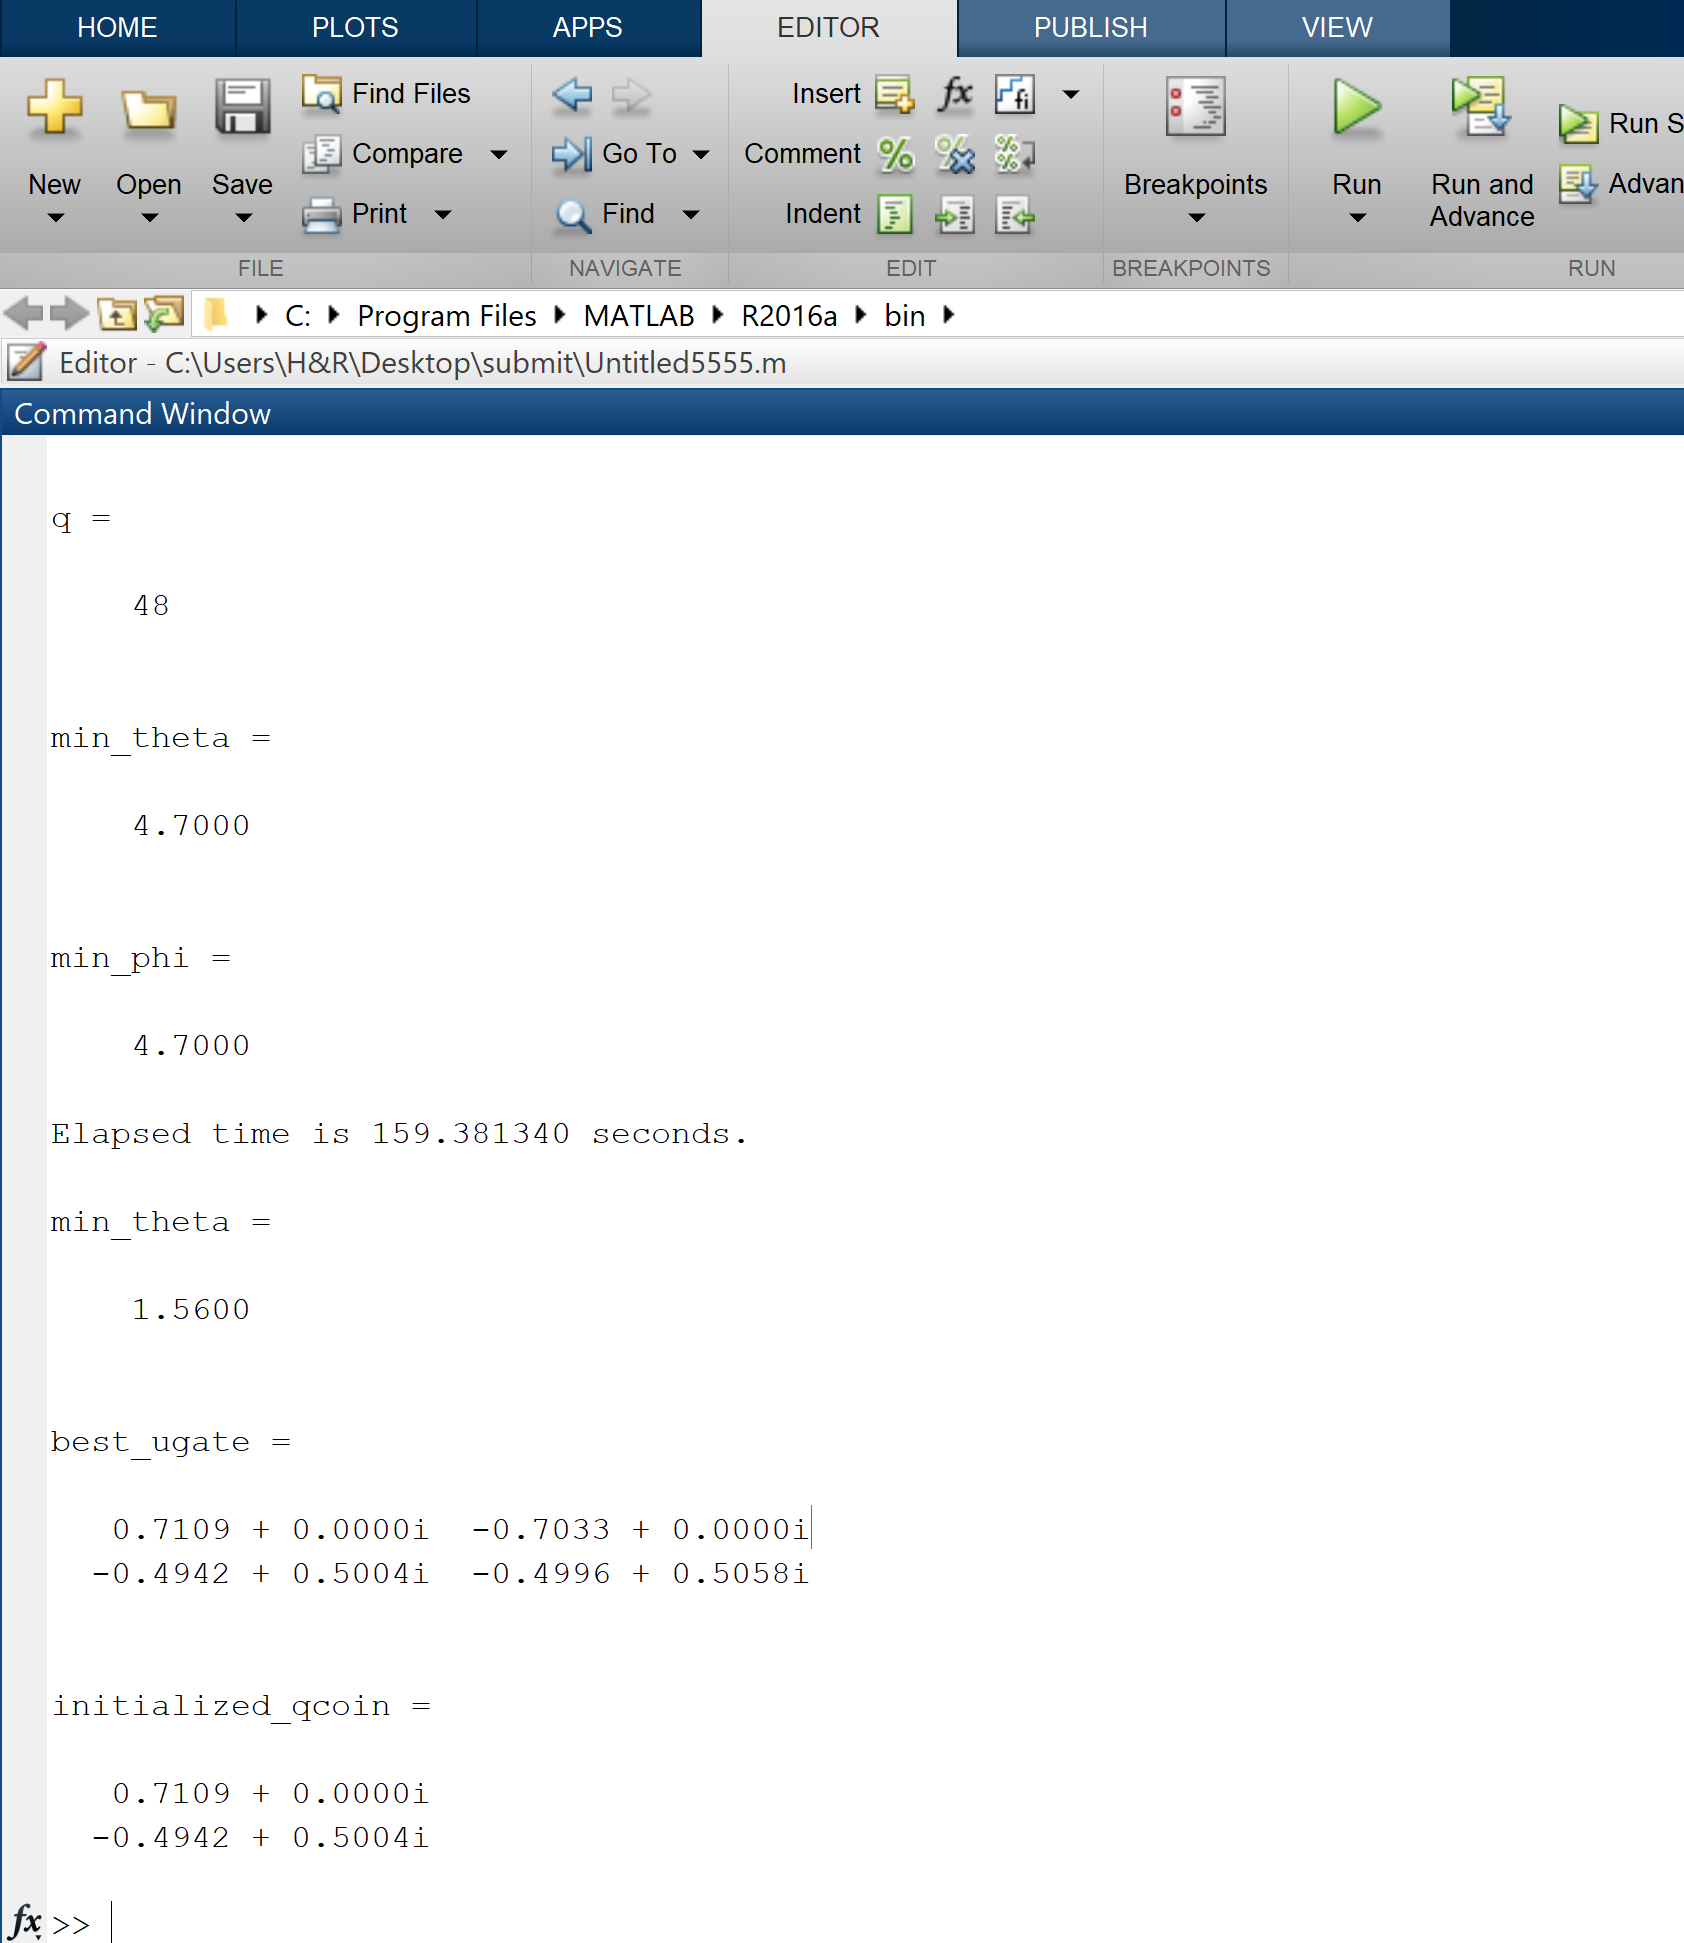 HOME PLOTS APPS EDITOR PUBLISH VIEW
New Open Save
Find Files
Compare
Print
FILE
Go To
Find
NAVIGATE
Insert fx fi
Comment
Indent
EDIT
Breakpoints
BREAKPOINTS
Run
Run and
Advance
Run S
Advan
RUN
C: Program Files MATLAB R2016a bin
Editor - C:\Users\H&R\Desktop\submit\Untitled5555.m
Command Window
q =
48
min_theta =
4.7000
min_phi =
4.7000
Elapsed time is 159.381340 seconds.
min_theta =
1.5600
best_ugate =
0.7109 + 0.0000i -0.7033 + 0.0000i
-0.4942 + 0.5004i -0.4996 + 0.5058i
initialized_qcoin =
0.7109 + 0.0000i
-0.4942 + 0.5004i
fx >>